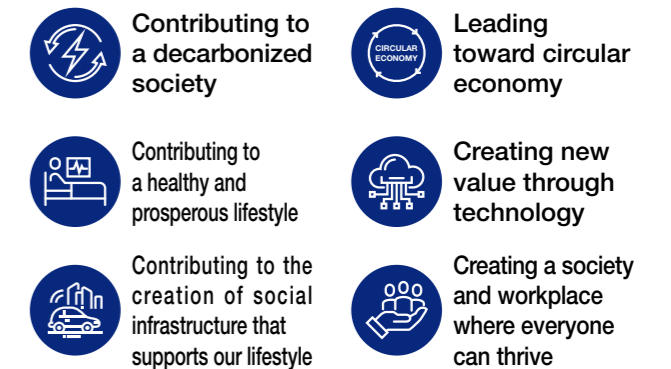 Contributing to
a decarbonized
society
CIRCULAR
ECONOMY
Leading
toward circular
economy
Contributing to
a healthy and
prosperous lifestyle
Creating new
value through
technology
Contributing to the
creation of social
infrastructure that
supports our lifestyle
Creating a society
and workplace
where everyone
can thrive